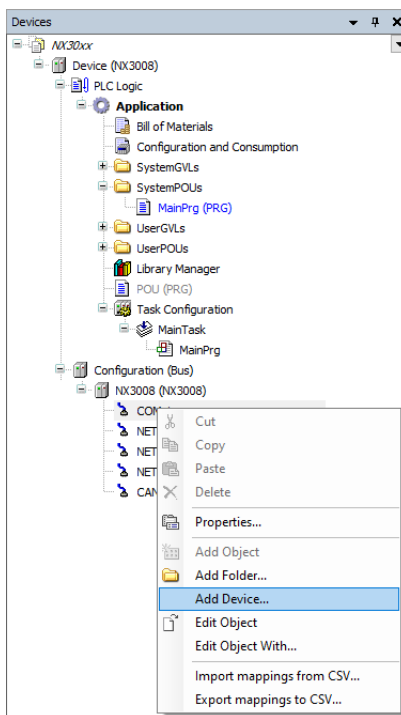 Devices
NX30xx
Device (NX3008)
PLC Logic
Application
Bill of Materials
Configuration and Consumption
SystemGVLs
SystemPOUs
MainPrg (PRG)
UserGVLs
UserPOUs
Library Manager
POU (PRG)
Task Configuration
MainTask
MainPrg
Configuration (Bus)
NX3008 (NX3008)
COM
NET
NET
NET
CAN
Cut
Copy
Paste
Delete
Properties...
Add Object
Add Folder...
Add Device...
Edit Object
Edit Object With...
Import mappings from CSV...
Export mappings to CSV...